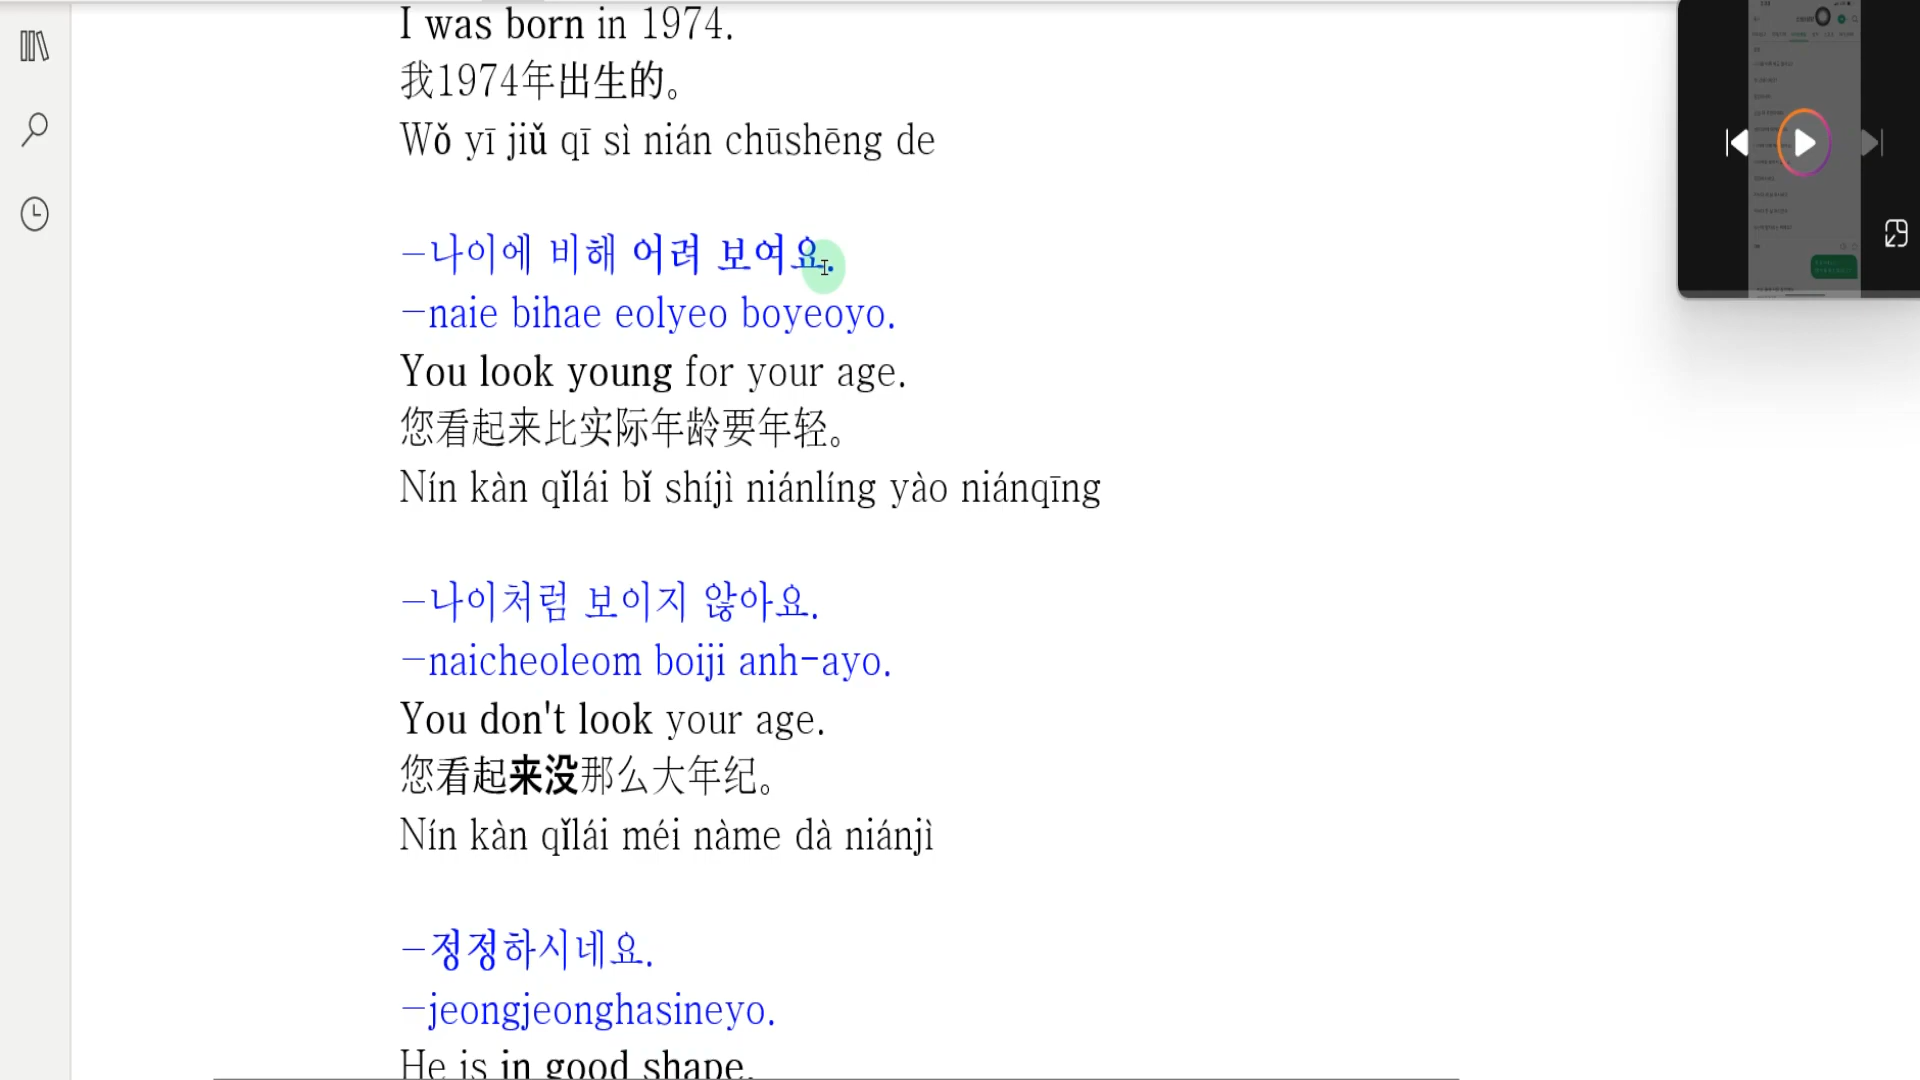 I was born in 1974.
我1974年出生的。
Wǒ yī jiǔ qī sì nián chūshēng de
-나이에 비해 어려 보여요.
-naie bihae eolyeo boyeoyo.
You look young for your age.
您看起来比实际年龄要年轻。
Nín kàn qǐlái bǐ shíjì niánlíng yào niánqīng
-나이처럼 보이지 않아요.
-naicheoleom boiji anh-ayo.
You don't look your age.
您看起来没那么大年纪。
Nín kàn qǐlái méi nàme dà niánjì
-정정하시네요.
-jeongjeonghasineyo.
He is in good shape.